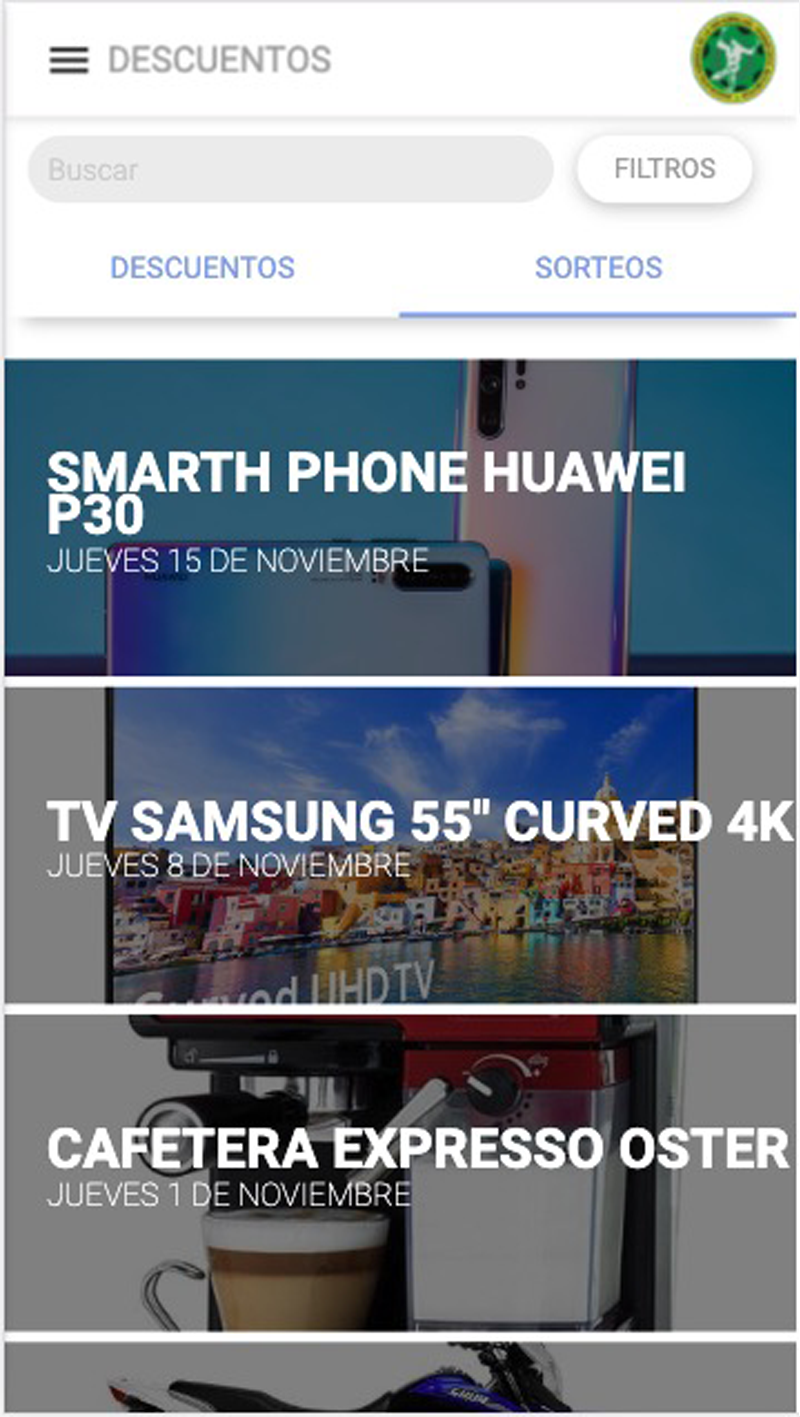 DESCUENTOS
Buscar
FILTROS
DESCUENTOS
SORTEOS
SMARTH PHONE HUAWEI
P30
JUEVES 15 DE NOVIEMBRE
HUAWEI
TV SAMSUNG 55" CURVED 4K
JUEVES 8 DE NOVIEMBRE
Curved UHD TV
CAFETERA EXPRESSO OSTER
JUEVES 1 DE NOVIEMBRE